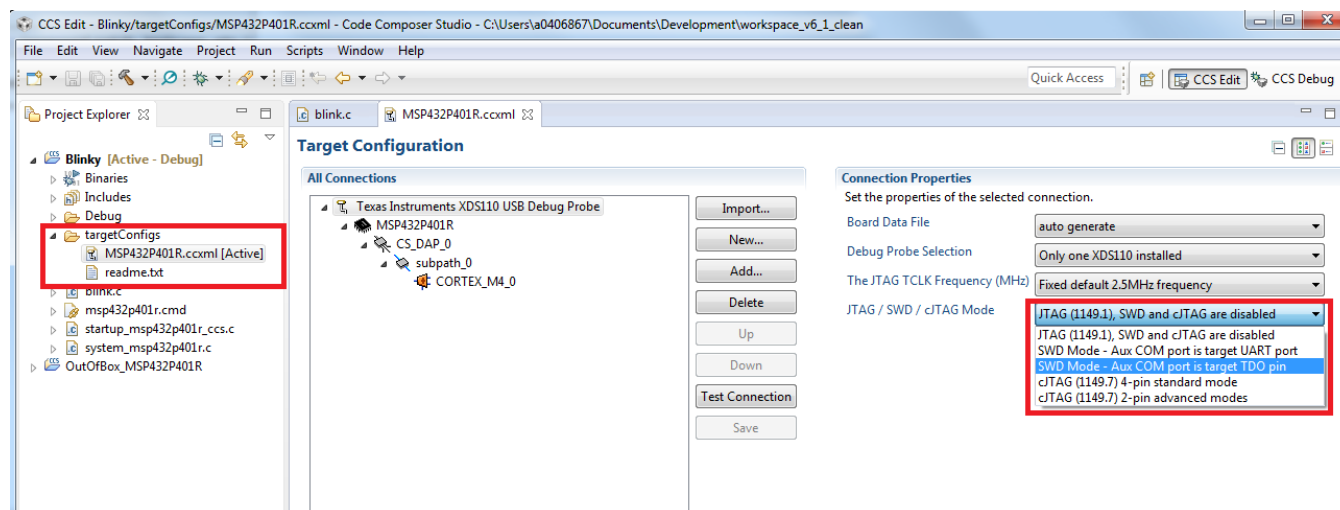 CCS Edit - Blinky/targetConfigs/MSP432P401R.ccxml - Code Composer Studio - C:\Users\a0406867\Documents\Development\workspace_v6_1_clean
File Edit View Navigate Project Run Scripts Window Help
Quick Access CCS Edit CCS Debug
Project Explorer
blink.c MSP432P401R.ccxml
Blinky [Active - Debug]
Binaries
Includes
Debug
targetConfigs
MSP432P401R.ccxml [Active]
readme.txt
blink.c
msp432p401r.cmd
startup_msp432p401r_ccs.c
system_msp432p401r.c
OutOfBox_MSP432P401R
Target Configuration
All Connections
Texas Instruments XDS110 USB Debug Probe
MSP432P401R
CS_DAP_0
subpath_0
CORTEX_M4_0
Import...
New...
Add...
Delete
Up
Down
Test Connection
Save
Connection Properties
Set the properties of the selected connection.
Board Data File auto generate
Debug Probe Selection Only one XDS110 installed
The JTAG TCLK Frequency (MHz) Fixed default 2.5MHz frequency
JTAG / SWD / cJTAG Mode JTAG (1149.1), SWD and cJTAG are disabled
JTAG (1149.1), SWD and cJTAG are disabled
SWD Mode - Aux COM port is target UART port
SWD Mode - Aux COM port is target TDO pin
cJTAG (1149.7) 4-pin standard mode
cJTAG (1149.7) 2-pin advanced modes